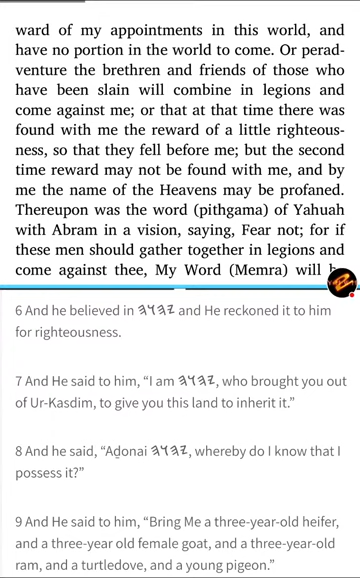 ward of my appointments in this world, and
have no portion in the world to come. Or perad-
venture the brethren and friends of those who
have been slain will combine in legions and
come against me; or that at that time there was
found with me the reward of a little righteous-
ness, so that they fell before me; but the second
time reward may not be found with me, and by
me the name of the Heavens may be profaned.
Thereupon was the word (pithgama) of Yahuah
with Abram in a vision, saying, Fear not; for if
these men should gather together in legions and
come against thee, My Word (Memra) will
6 And he believed in 𐤉𐤄𐤅𐤄 and He reckoned it to him
for righteousness.
7 And He said to him, “I am 𐤉𐤄𐤅𐤄, who brought you out
of Ur-Kasdim, to give you this land to inherit it.”
8 And he said, “Aḏonai 𐤉𐤄𐤅𐤄, whereby do I know that I
possess it?”
9 And He said to him, “Bring Me a three-year-old heifer,
and a three-year old female goat, and a three-year-old
ram, and a turtledove, and a young pigeon.”